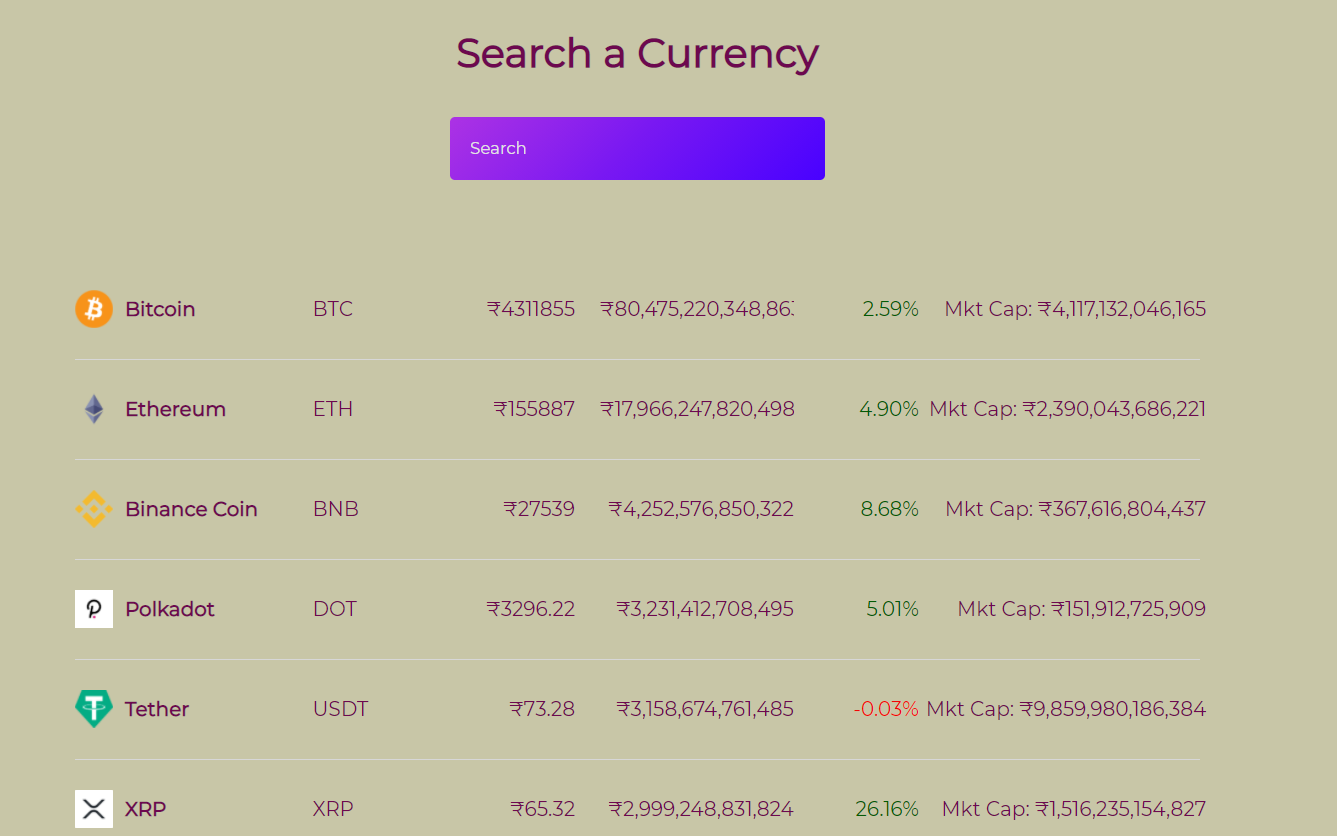 Search a Currency
Search
Bitcoin BTC ₹4311855 ₹80,475,220,348,863 2.59% Mkt Cap: ₹4,117,132,046,165
Ethereum ETH ₹155887 ₹17,966,247,820,498 4.90% Mkt Cap: ₹2,390,043,686,221
Binance Coin BNB ₹27539 ₹4,252,576,850,322 8.68% Mkt Cap: ₹367,616,804,437
Polkadot DOT ₹3296.22 ₹3,231,412,708,495 5.01% Mkt Cap: ₹151,912,725,909
Tether USDT ₹73.28 ₹3,158,674,761,485 -0.03% Mkt Cap: ₹9,859,980,186,384
XRP XRP ₹65.32 ₹2,999,248,831,824 26.16% Mkt Cap: ₹1,516,235,154,827